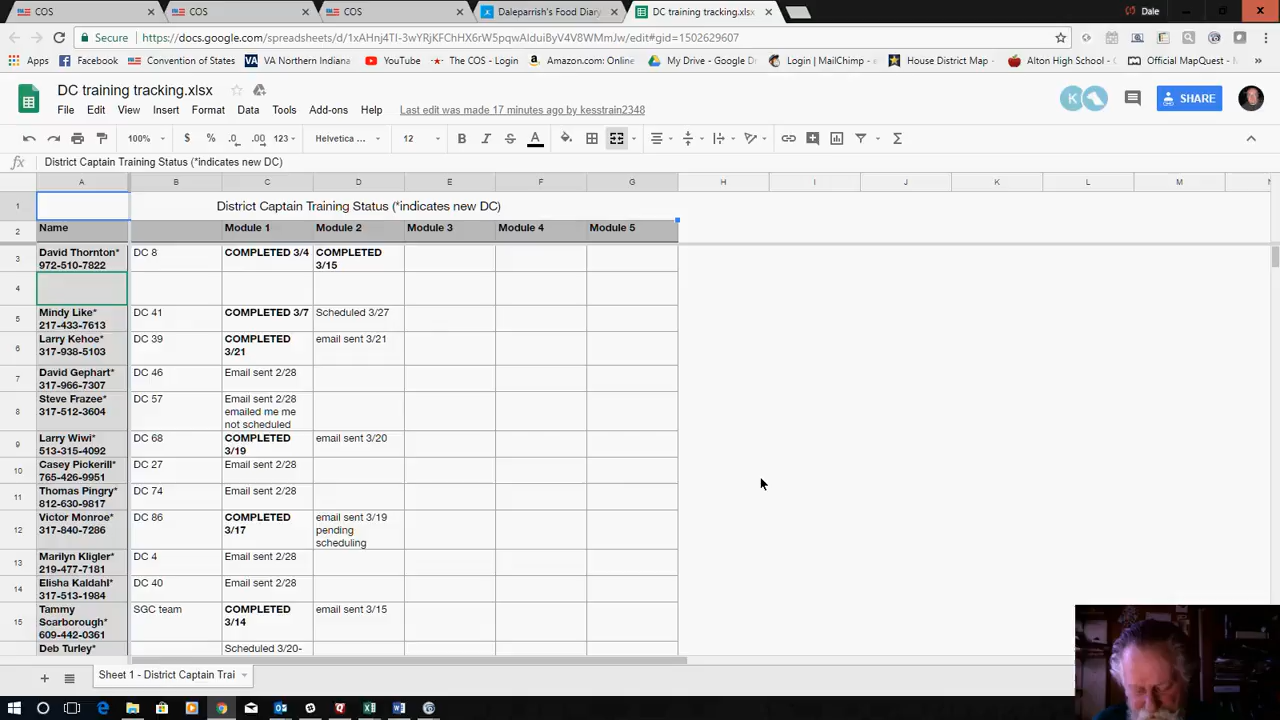 COS
COS
COS
Daleparrish's Food Diary
DC training tracking.xlsx
Dale
Secure
https://docs.google.com/spreadsheets/d/1xAHnj4TI-3wYRjKFChHX6rW5pqwAlduiByV4V8WMmJw/edit#gid=1502629607
Apps
Facebook
Convention of States
VA Northern Indiana
YouTube
The COS - Login
Amazon.com: Online
My Drive - Google D
Login | MailChimp
House District Map
Alton High School -
Official MapQuest -
DC training tracking.xlsx
File Edit View Insert Format Data Tools Add-ons Help
Last edit was made 17 minutes ago by kesstrain2348
SHARE
100% $ % .0 .00 123 Helvetica ... 12 B I S A
fx District Captain Training Status (*indicates new DC)
A B C D E F G H I J K L M
1 District Captain Training Status (*indicates new DC)
2 Name Module 1 Module 2 Module 3 Module 4 Module 5
3 David Thornton* 972-510-7822 DC 8 COMPLETED 3/4 COMPLETED 3/15
4
5 Mindy Like* 217-433-7613 DC 41 COMPLETED 3/7 Scheduled 3/27
6 Larry Kehoe* 317-938-5103 DC 39 COMPLETED 3/21 email sent 3/21
7 David Gephart* 317-966-7307 DC 46 Email sent 2/28
8 Steve Frazee* 317-512-3604 DC 57 Email sent 2/28 emailed me me not scheduled
9 Larry Wiwi* 513-315-4092 DC 68 COMPLETED 3/19 email sent 3/20
10 Casey Pickerill* 765-426-9951 DC 27 Email sent 2/28
11 Thomas Pingry* 812-630-9817 DC 74 Email sent 2/28
12 Victor Monroe* 317-840-7286 DC 86 COMPLETED 3/17 email sent 3/19 pending scheduling
13 Marilyn Kligler* 219-477-7181 DC 4 Email sent 2/28
14 Elisha Kaldahl* 317-513-1984 DC 40 Email sent 2/28
15 Tammy Scarborough* 609-442-0361 SGC team COMPLETED 3/14 email sent 3/15
Deb Turley* Scheduled 3/20-
Sheet 1 - District Captain Trai